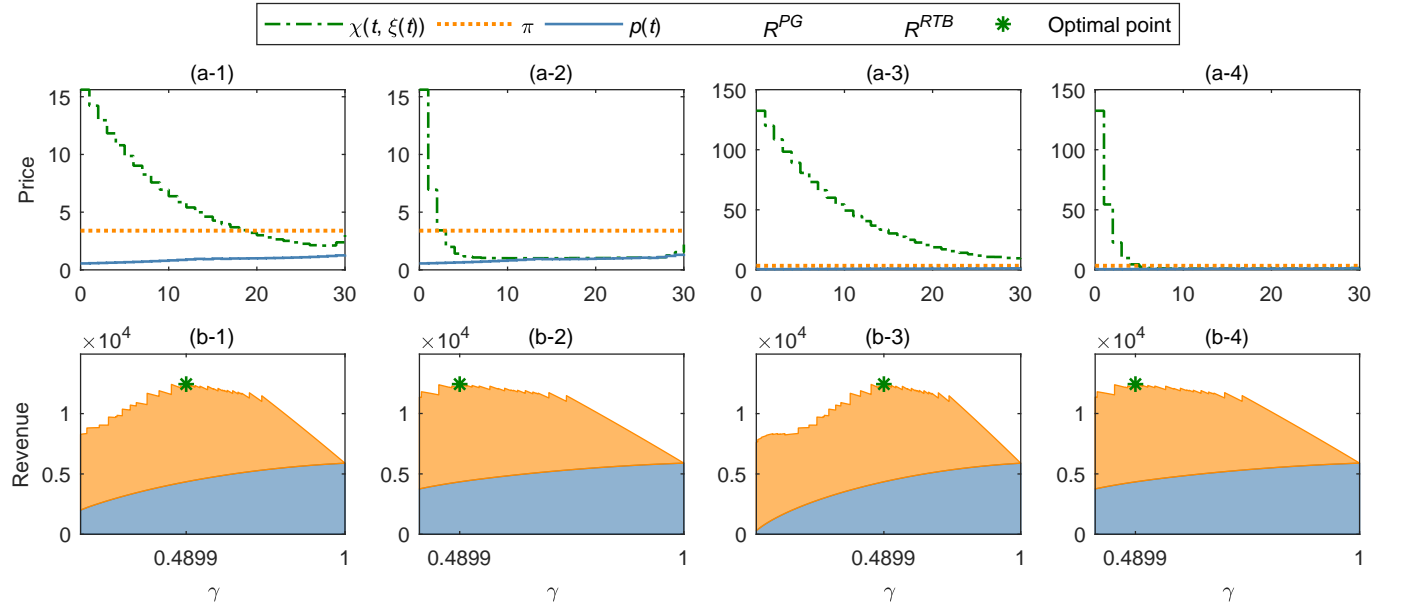 χ(t, ξ(t)) π p(t) R^PG R^RTB Optimal point
(a-1) (a-2) (a-3) (a-4)
Price
15 15 150 150
10 10 100 100
5 5 50 50
0 0 0 0
0 10 20 30 0 10 20 30 0 10 20 30 0 10 20 30
(b-1) (b-2) (b-3) (b-4)
×10^4 ×10^4 ×10^4 ×10^4
Revenue
1 1 1 1
0.5 0.5 0.5 0.5
0 0 0 0
0.4899 1 0.4899 1 0.4899 1 0.4899 1
γ γ γ γ